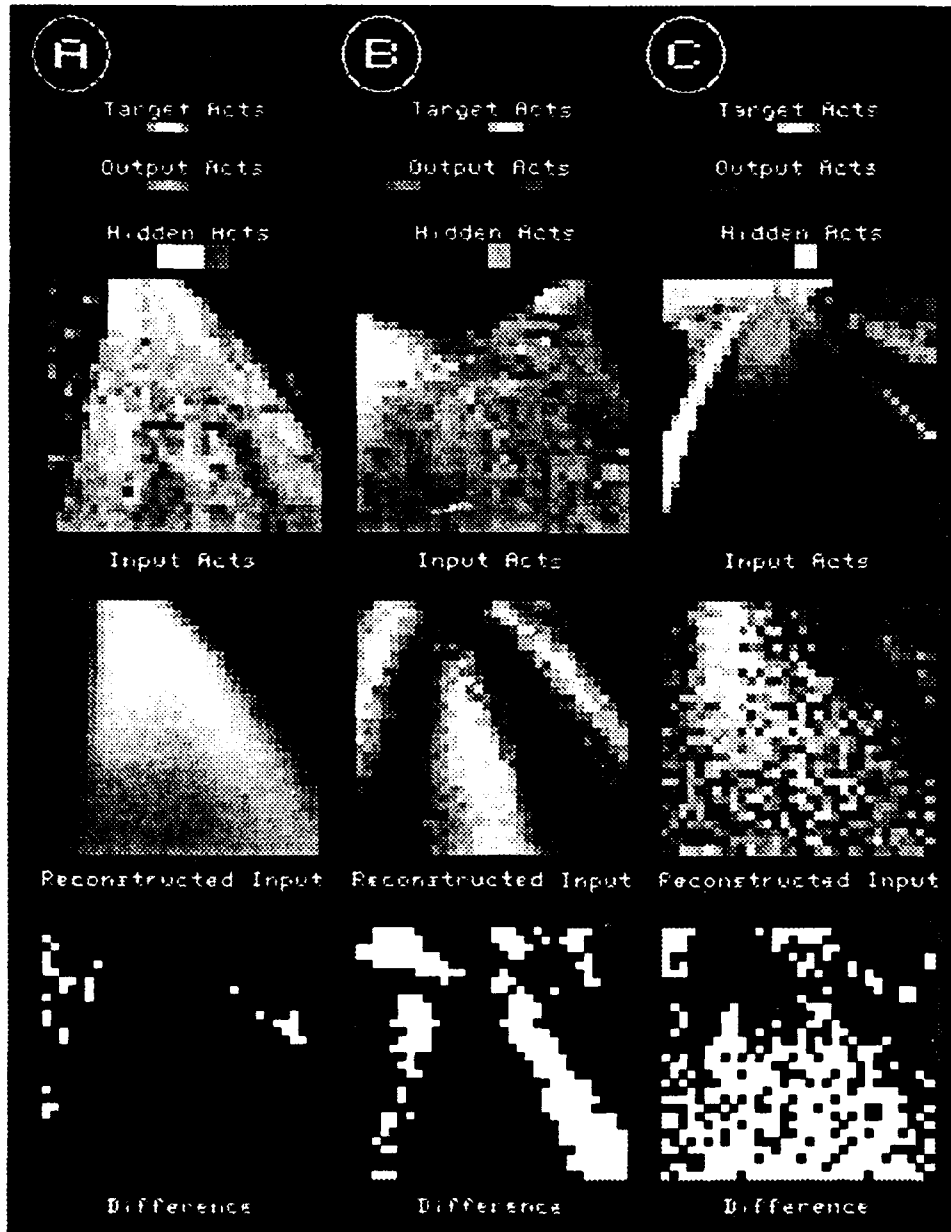 A B C
Target Acts Target Acts Target Acts
Output Acts Output Acts Output Acts
Hidden Acts Hidden Acts Hidden Acts
Input Acts Input Acts Input Acts
Reconstructed Input Reconstructed Input Reconstructed Input
Difference Difference Difference